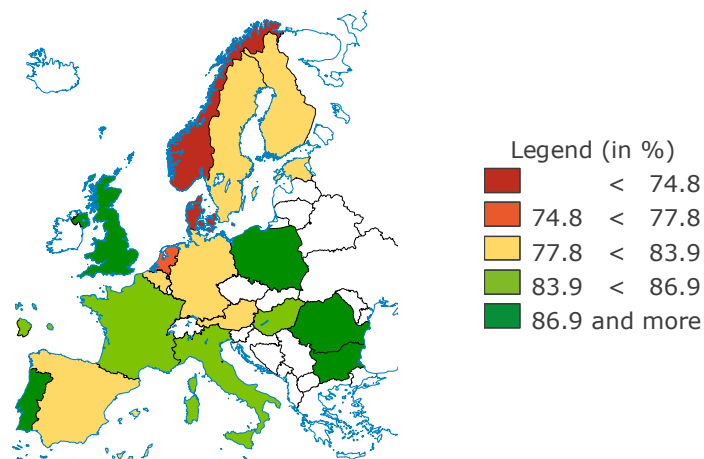 Legend (in %)
< 74.8
74.8 < 77.8
77.8 < 83.9
83.9 < 86.9
86.9 and more